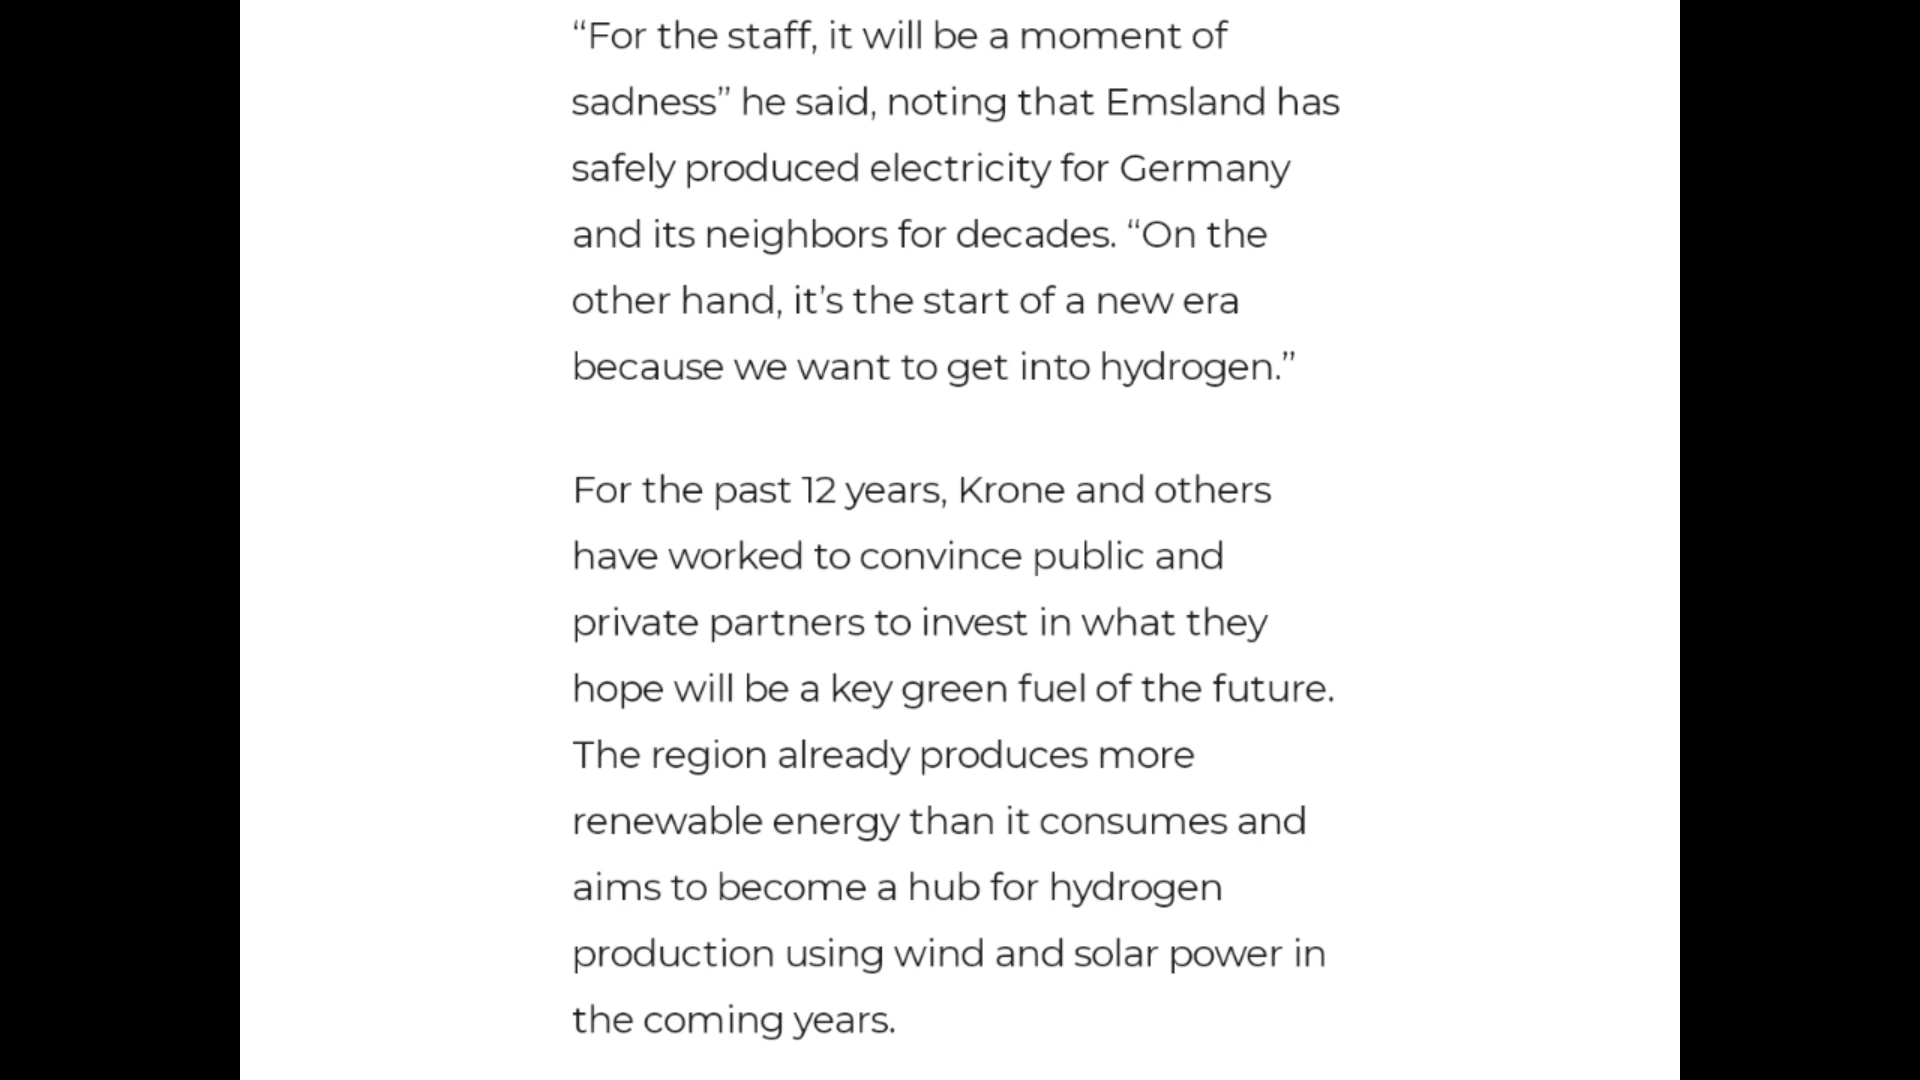 “For the staff, it will be a moment of
sadness” he said, noting that Emsland has
safely produced electricity for Germany
and its neighbors for decades. “On the
other hand, it’s the start of a new era
because we want to get into hydrogen.”
For the past 12 years, Krone and others
have worked to convince public and
private partners to invest in what they
hope will be a key green fuel of the future.
The region already produces more
renewable energy than it consumes and
aims to become a hub for hydrogen
production using wind and solar power in
the coming years.